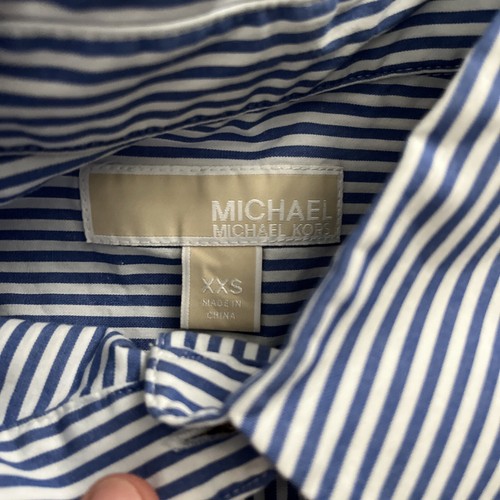 MICHAEL
MICHAEL KORS
XXS
MADE IN
CHINA